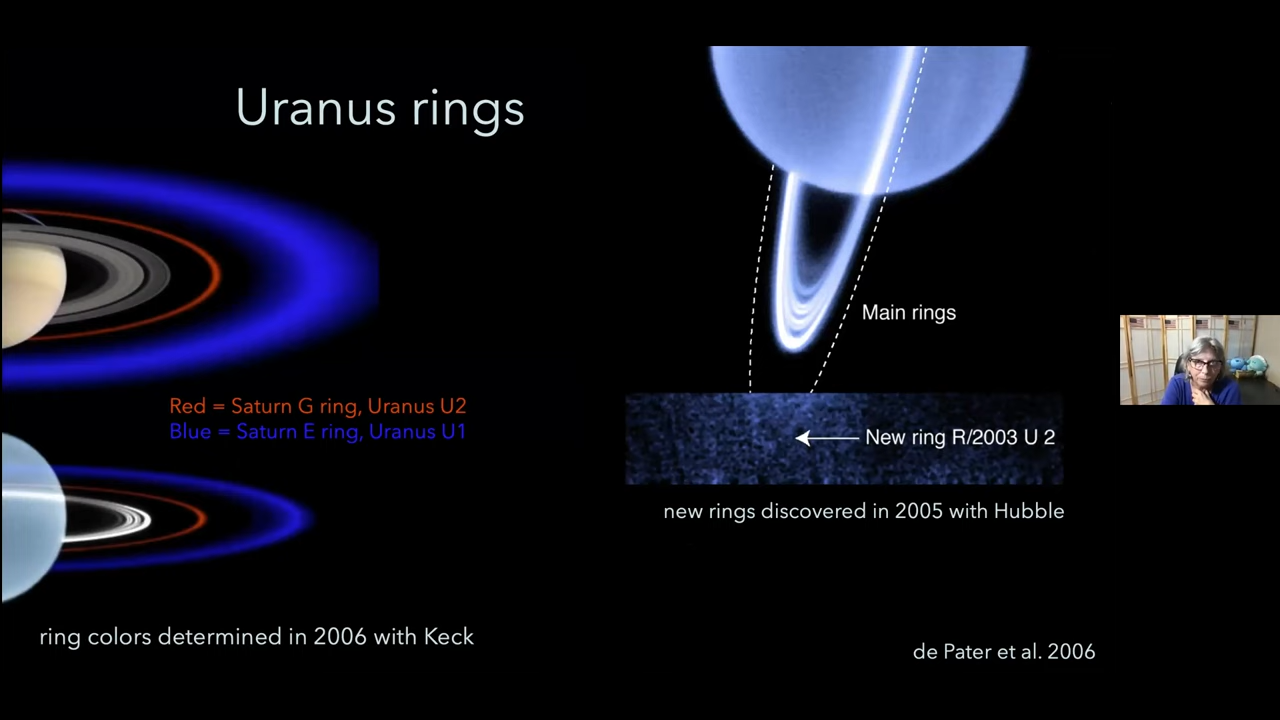 Uranus rings
Red = Saturn G ring, Uranus U2
Blue = Saturn E ring, Uranus U1
ring colors determined in 2006 with Keck
Main rings
New ring R/2003 U 2
new rings discovered in 2005 with Hubble
de Pater et al. 2006